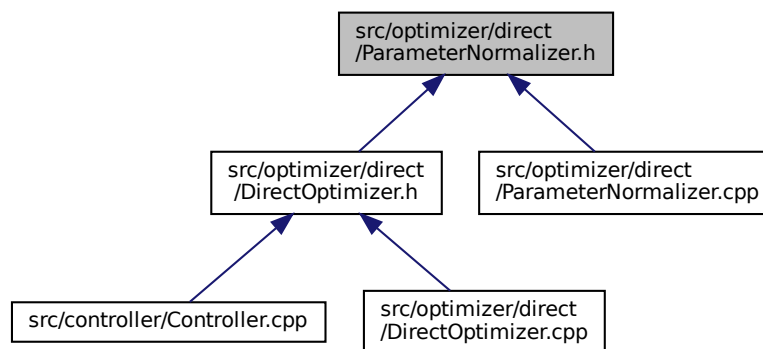 src/optimizer/direct
/ParameterNormalizer.h
src/optimizer/direct
/DirectOptimizer.h
src/optimizer/direct
/ParameterNormalizer.cpp
src/controller/Controller.cpp
src/optimizer/direct
/DirectOptimizer.cpp